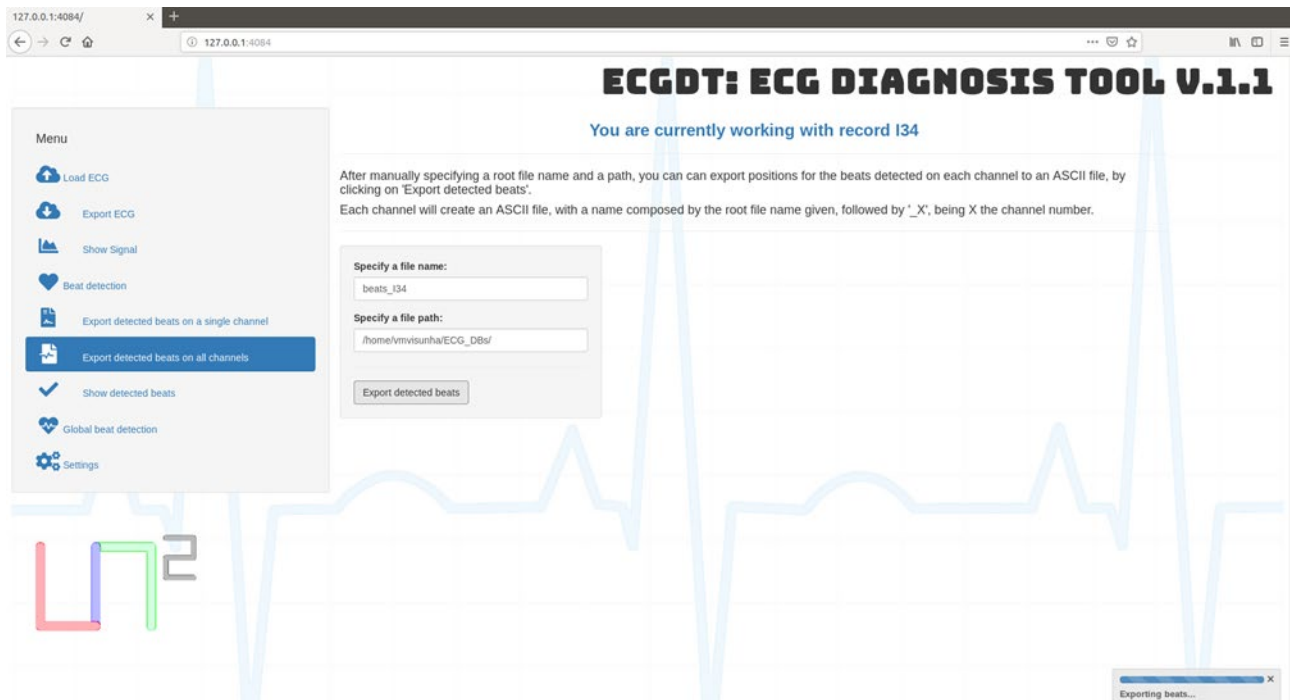 127.0.0.1:4084/
127.0.0.1:4084
ECGDT: ECG DIAGNOSIS TOOL V.1.1
Menu
Load ECG
Export ECG
Show Signal
Beat detection
Export detected beats on a single channel
Export detected beats on all channels
Show detected beats
Global beat detection
Settings
You are currently working with record I34
After manually specifying a root file name and a path, you can can export positions for the beats detected on each channel to an ASCII file, by
clicking on 'Export detected beats'.
Each channel will create an ASCII file, with a name composed by the root file name given, followed by '_X', being X the channel number.
Specify a file name:
beats_I34
Specify a file path:
/home/vmvisunha/ECG_DBs/
Export detected beats
Exporting beats...